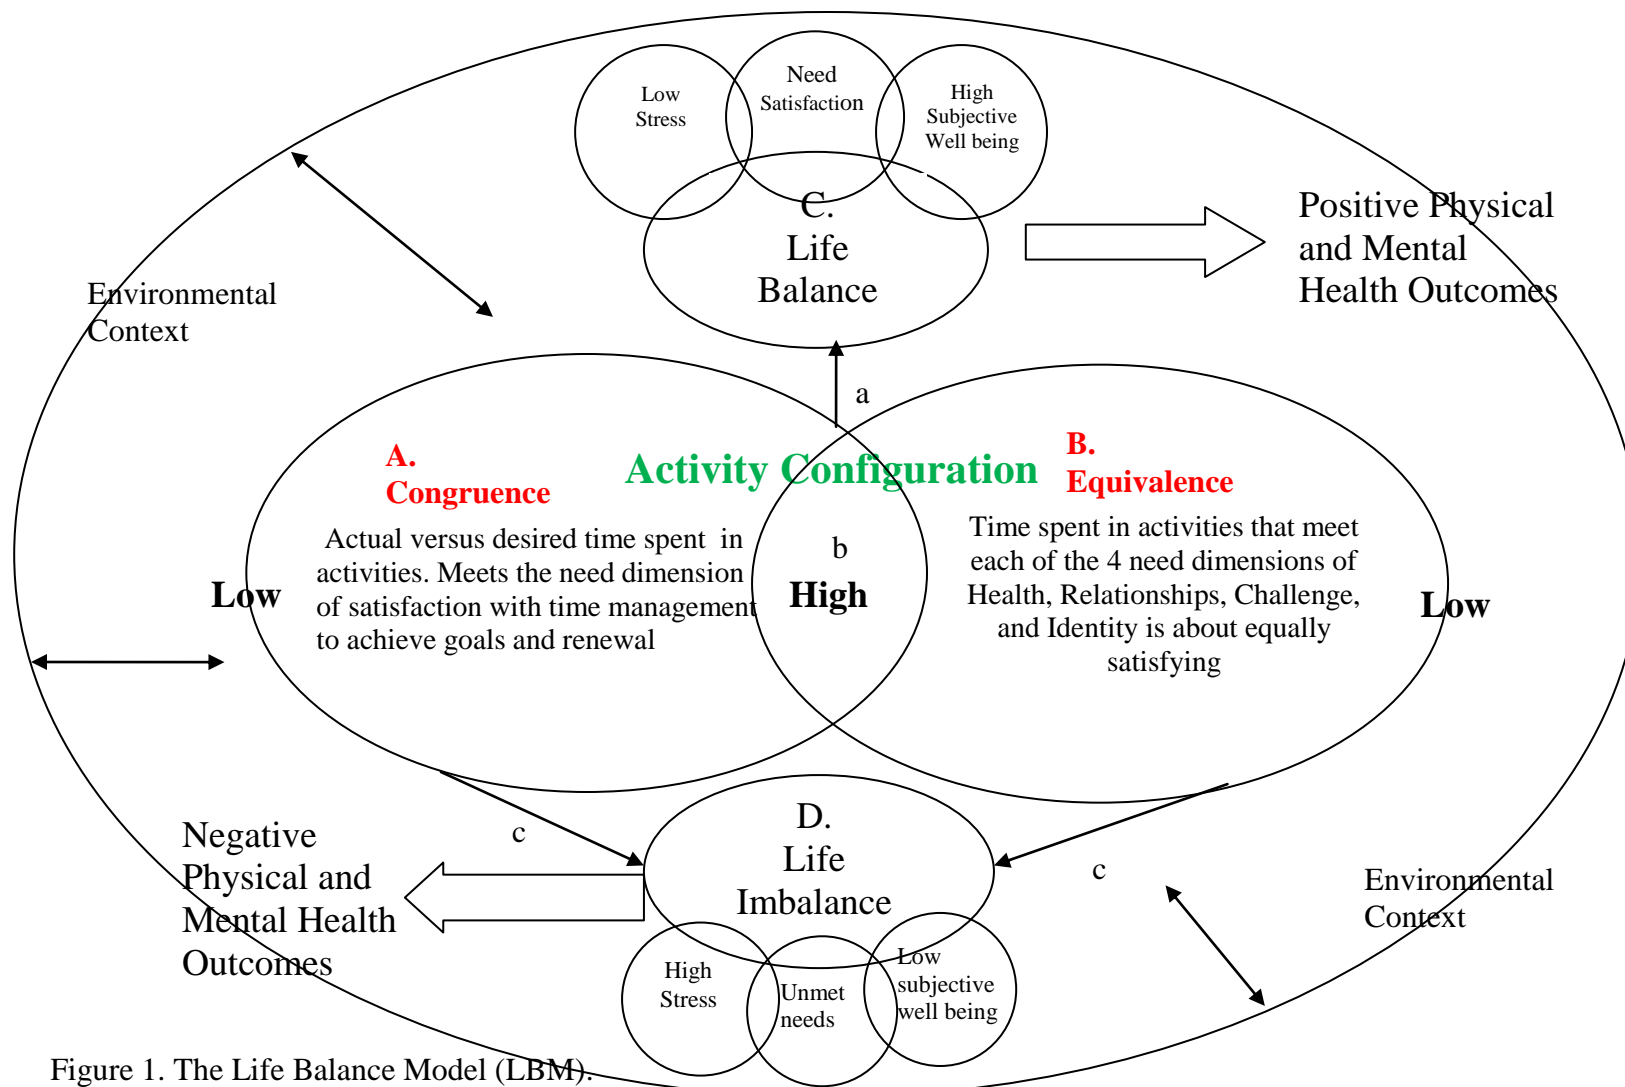 Low
Stress
Need
Satisfaction
High
Subjective
Well being
C.
Life
Balance
Positive Physical
and Mental
Health Outcomes
Environmental
Context
a
A.
Congruence
Activity Configuration
B.
Equivalence
Actual versus desired time spent in
activities. Meets the need dimension
of satisfaction with time management
to achieve goals and renewal
Low
b
High
Time spent in activities that meet
each of the 4 need dimensions of
Health, Relationships, Challenge,
and Identity is about equally
satisfying
Low
c
D.
Life
Imbalance
c
Negative
Physical and
Mental Health
Outcomes
Environmental
Context
High
Stress
Unmet
needs
Low
subjective
well being
Figure 1. The Life Balance Model (LBM).